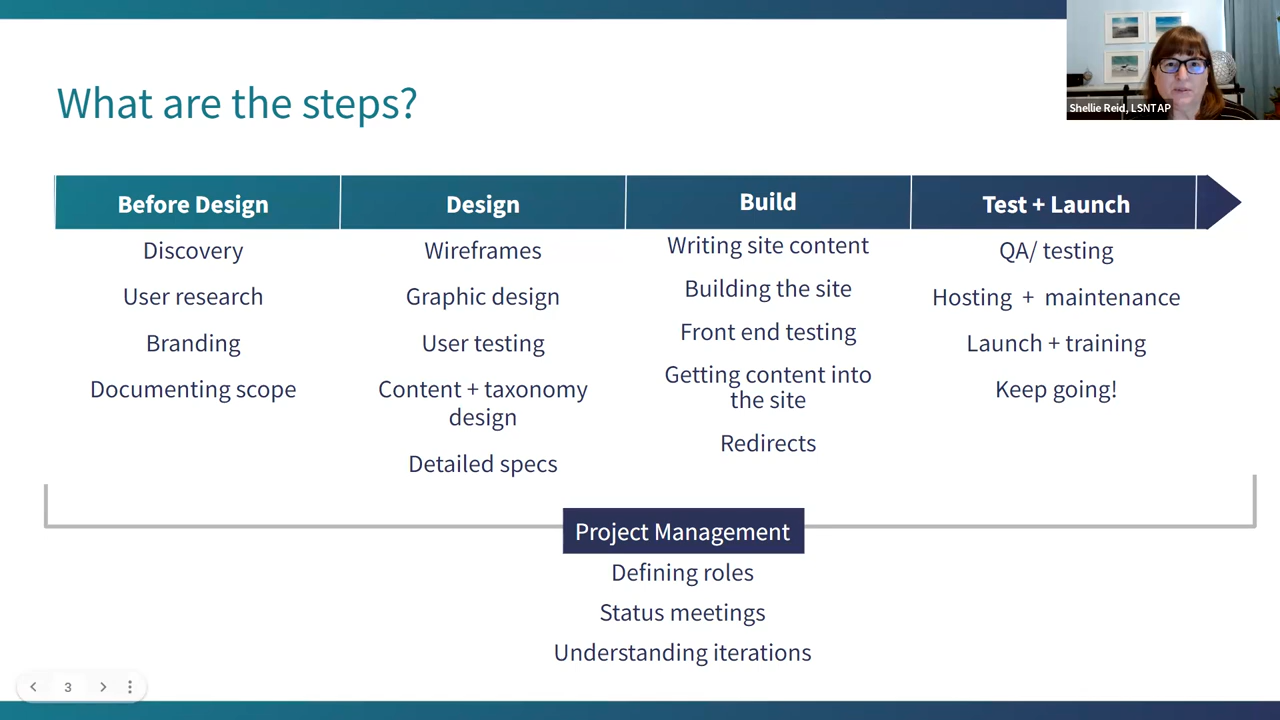 What are the steps?
Shellie Reid, LSNTAP
Before Design
Discovery
User research
Branding
Documenting scope
Design
Wireframes
Graphic design
User testing
Content + taxonomy
design
Detailed specs
Build
Writing site content
Building the site
Front end testing
Getting content into
the site
Redirects
Test + Launch
QA/ testing
Hosting + maintenance
Launch + training
Keep going!
Project Management
Defining roles
Status meetings
Understanding iterations
3